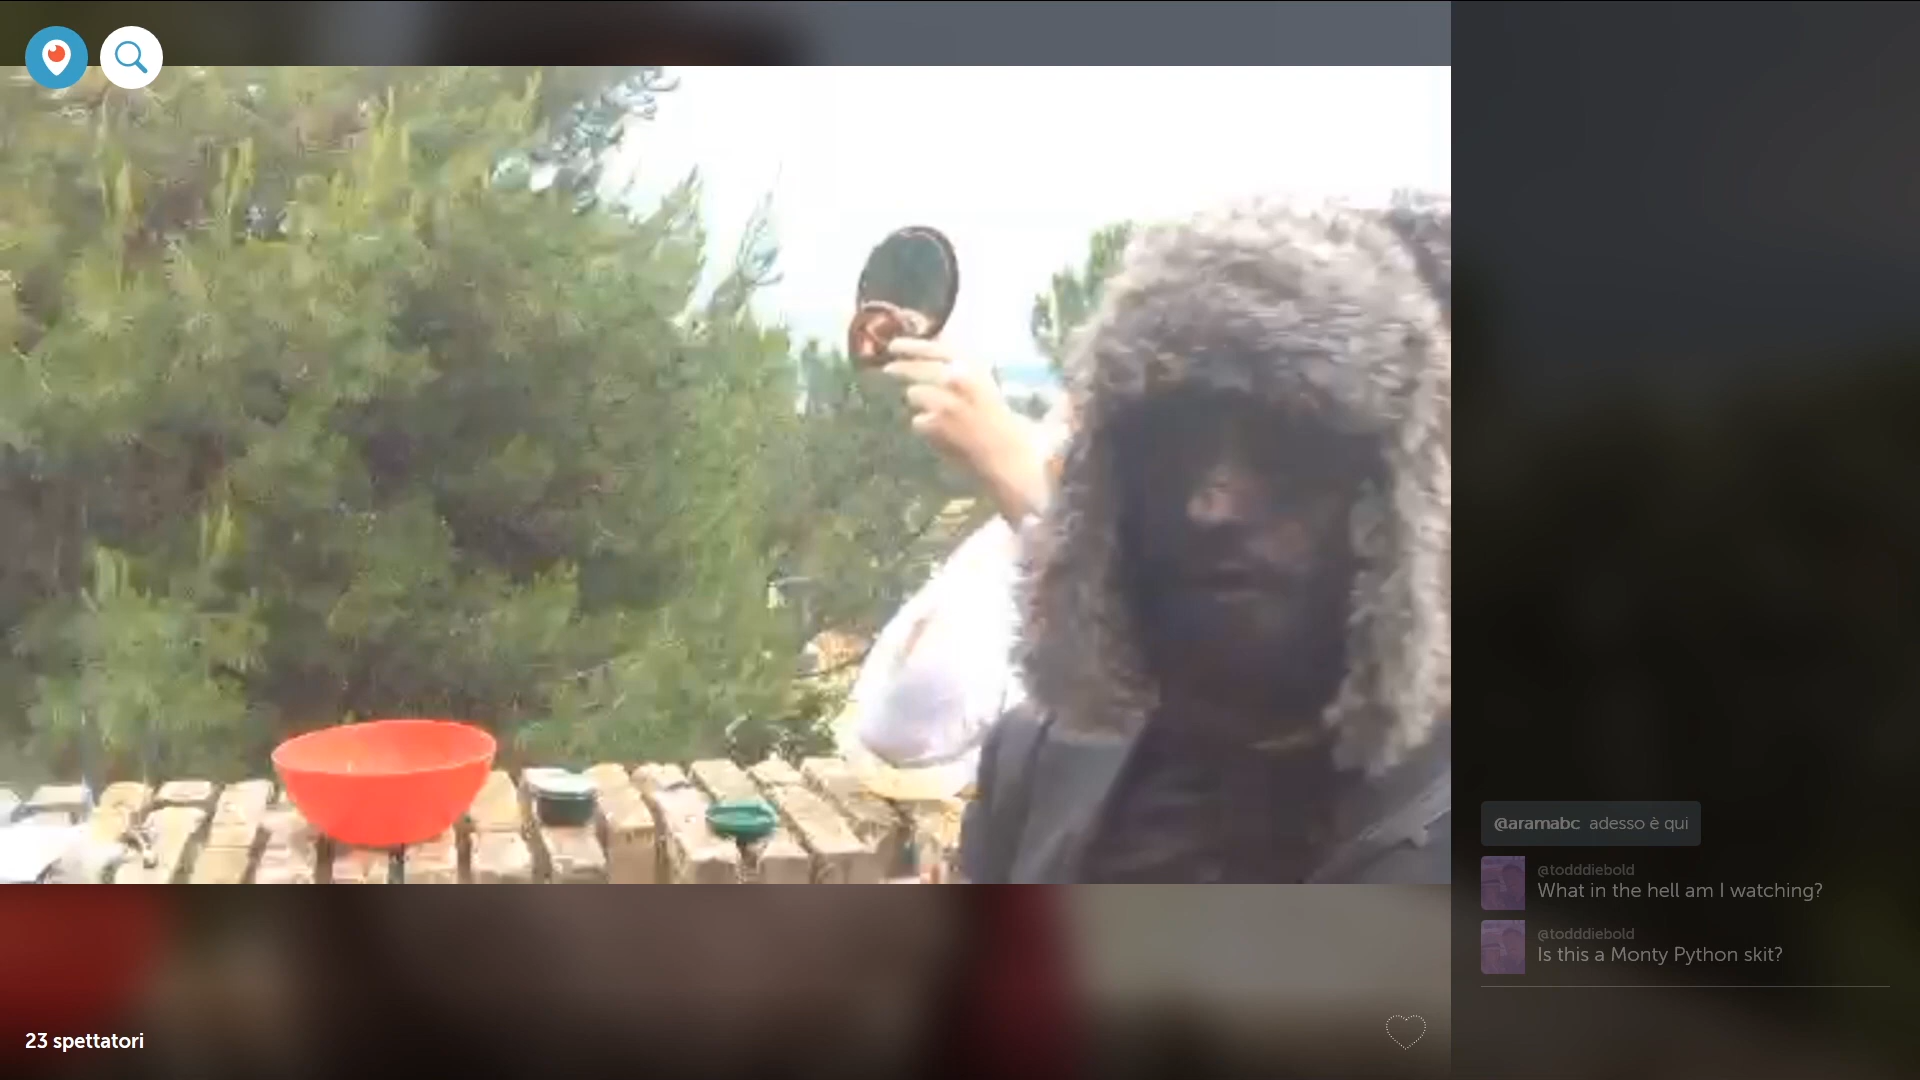 @aramabc adesso è qui
@todddiebold
What in the hell am I watching?
@todddiebold
Is this a Monty Python skit?
23 spettatori